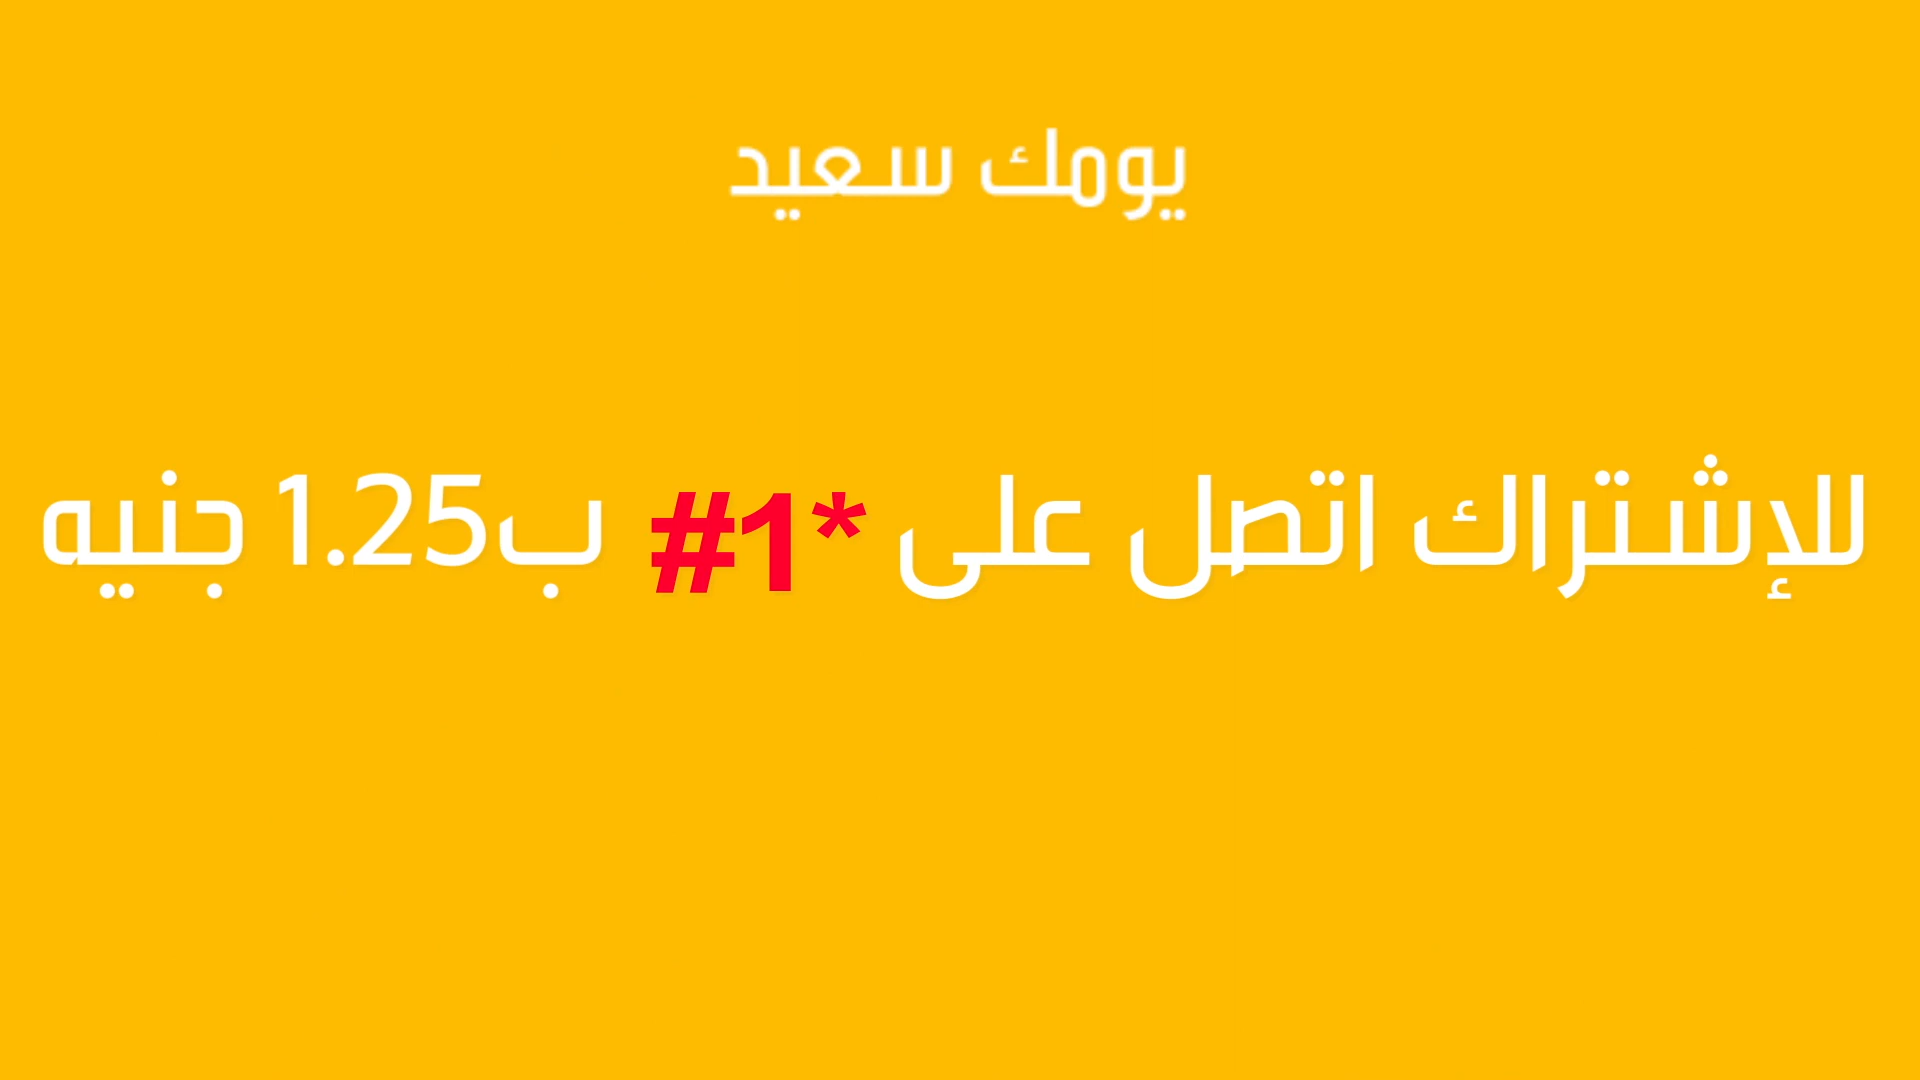 يومك سعيد
للإشتراك اتصل على *1# ب1.25 جنيه